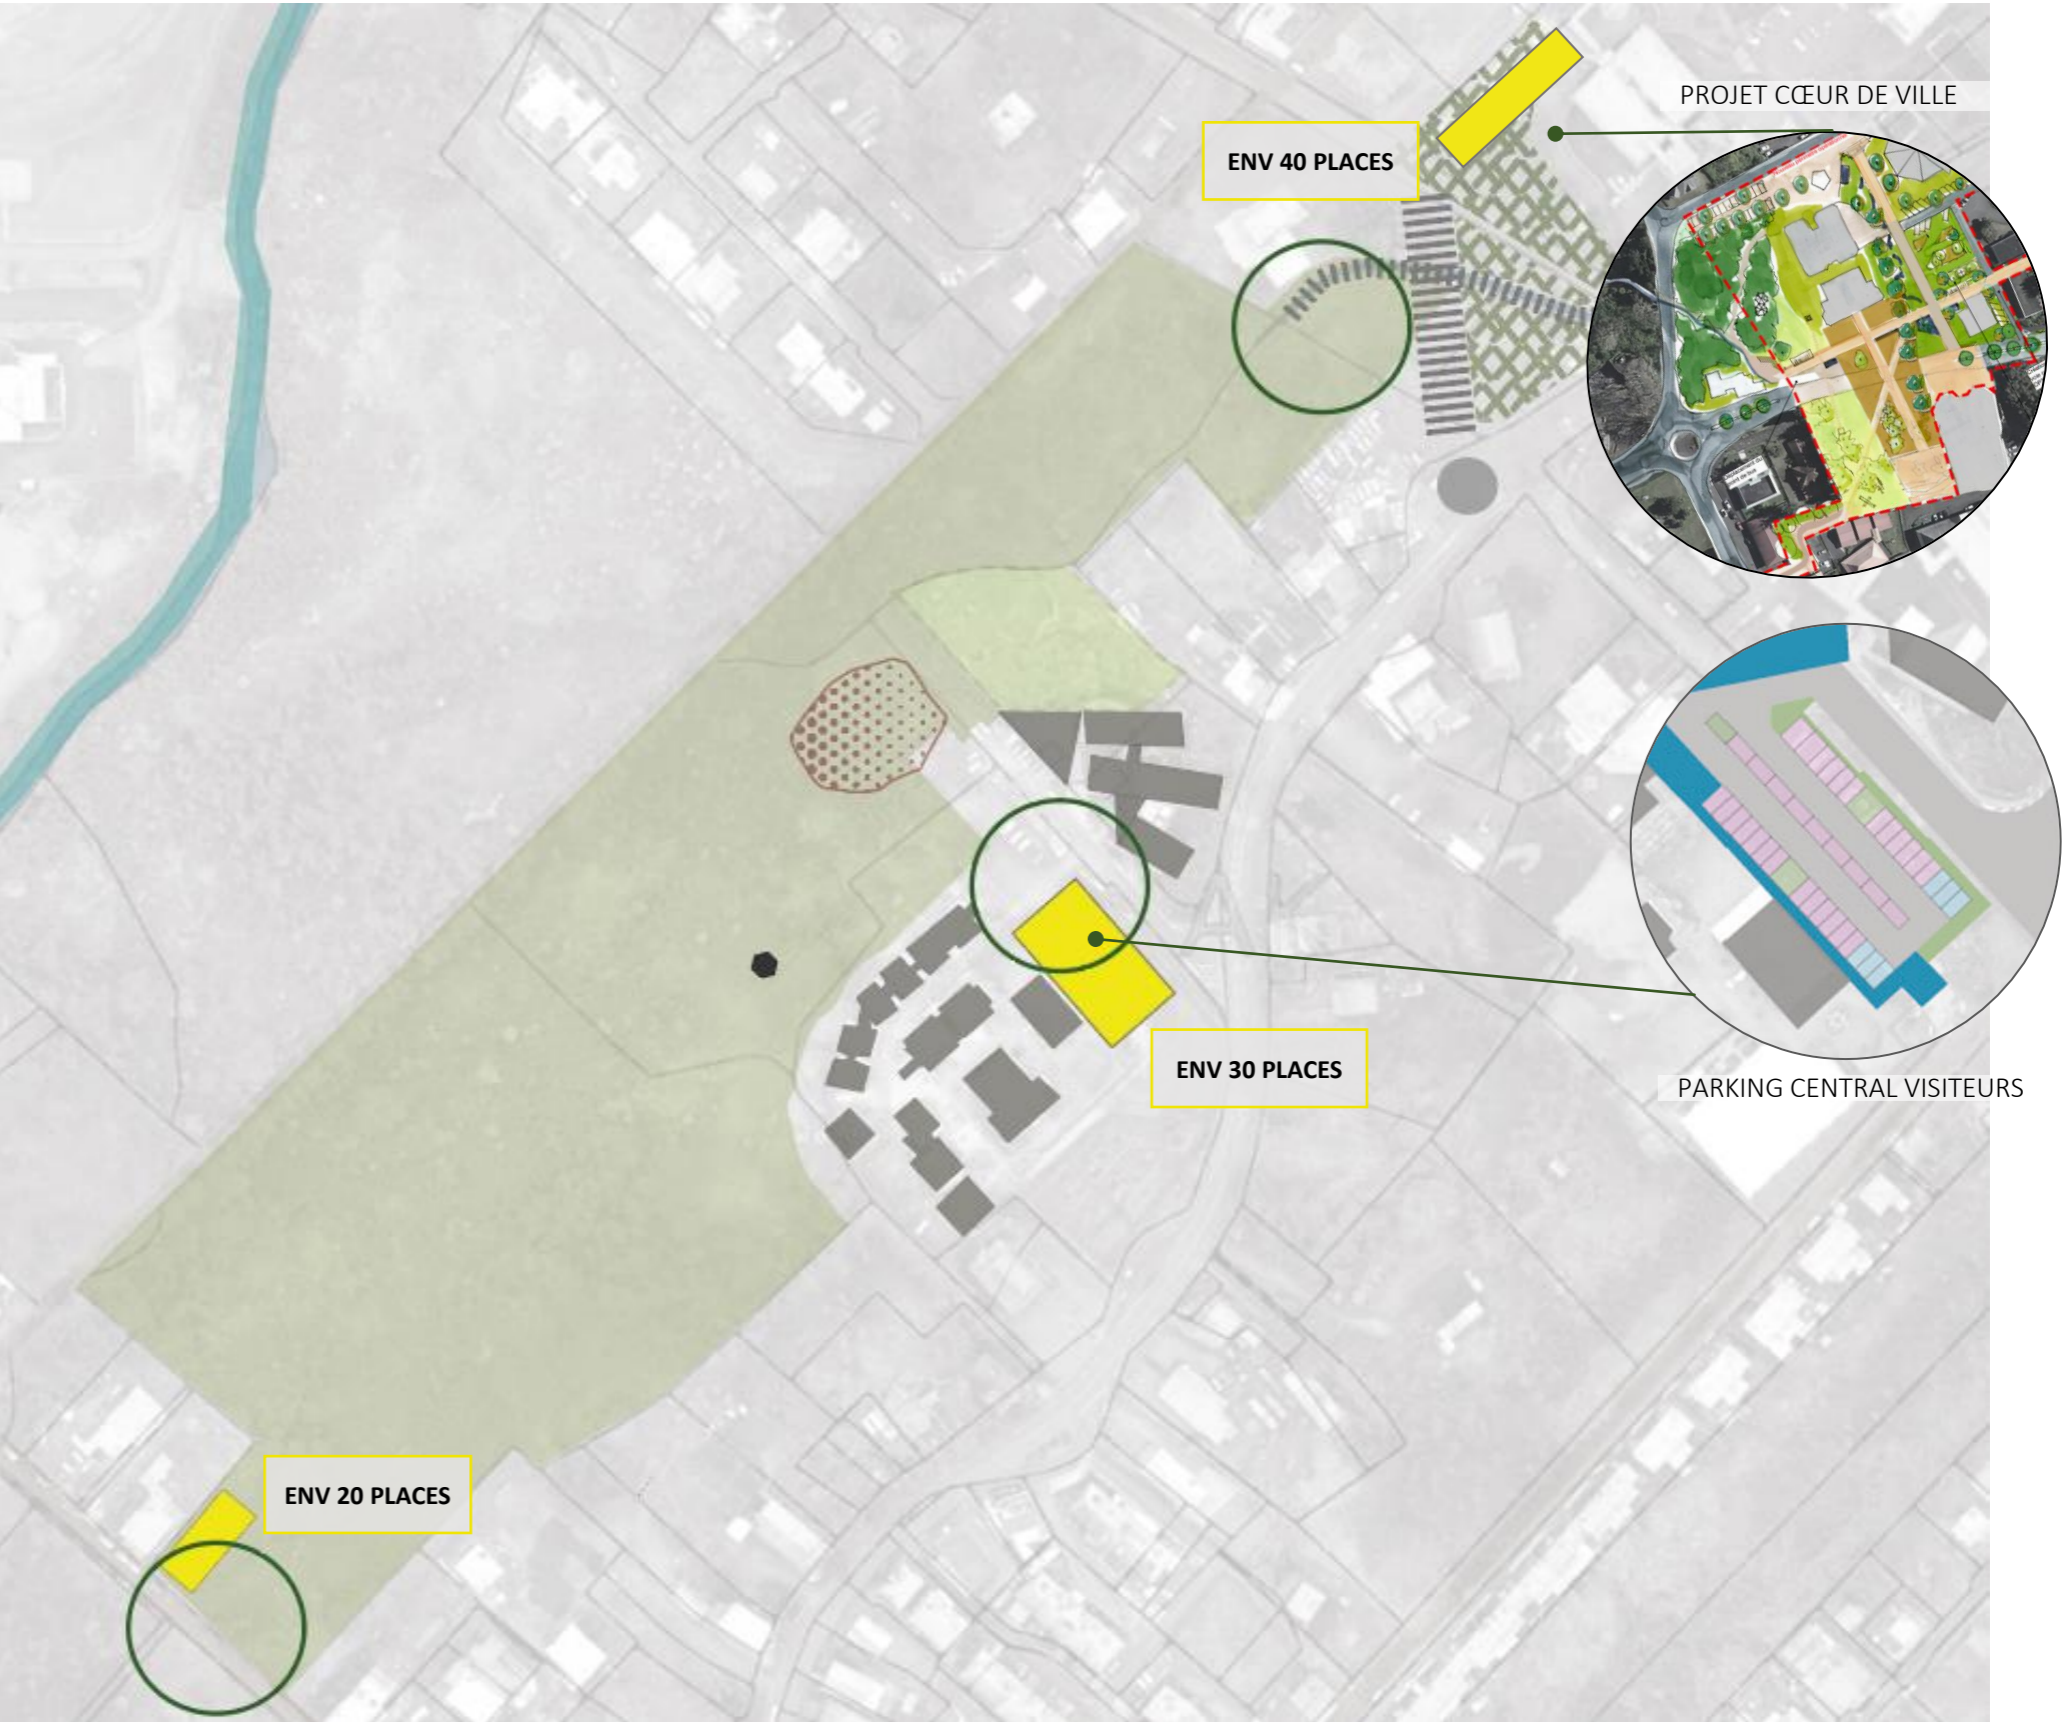 PROJET CŒUR DE VILLE
ENV 40 PLACES
ENV 30 PLACES
PARKING CENTRAL VISITEURS
ENV 20 PLACES